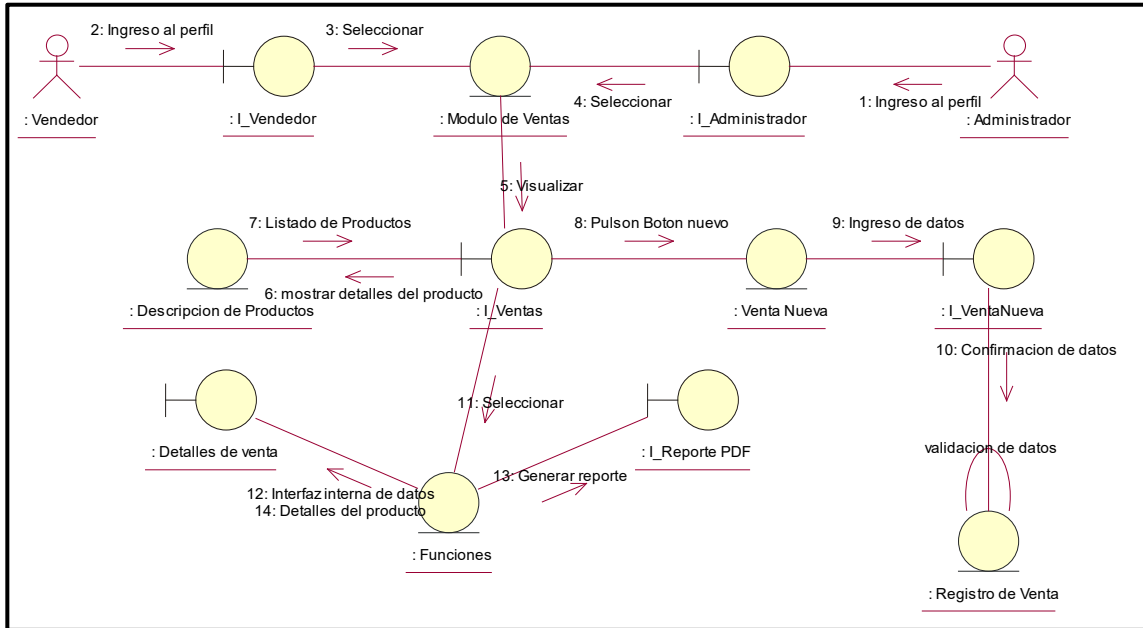 2: Ingreso al perfil
3: Seleccionar
4: Seleccionar
1: Ingreso al perfil
: Vendedor
: I_Vendedor
: Modulo de Ventas
: I_Administrador
: Administrador
5: Visualizar
7: Listado de Productos
8: Pulson Boton nuevo
9: Ingreso de datos
6: mostrar detalles del producto
: Descripcion de Productos
: I_Ventas
: Venta Nueva
: I_VentaNueva
10: Confirmacion de datos
11: Seleccionar
: Detalles de venta
: I_Reporte PDF
validacion de datos
13: Generar reporte
12: Interfaz interna de datos
14: Detalles del producto
: Funciones
: Registro de Venta